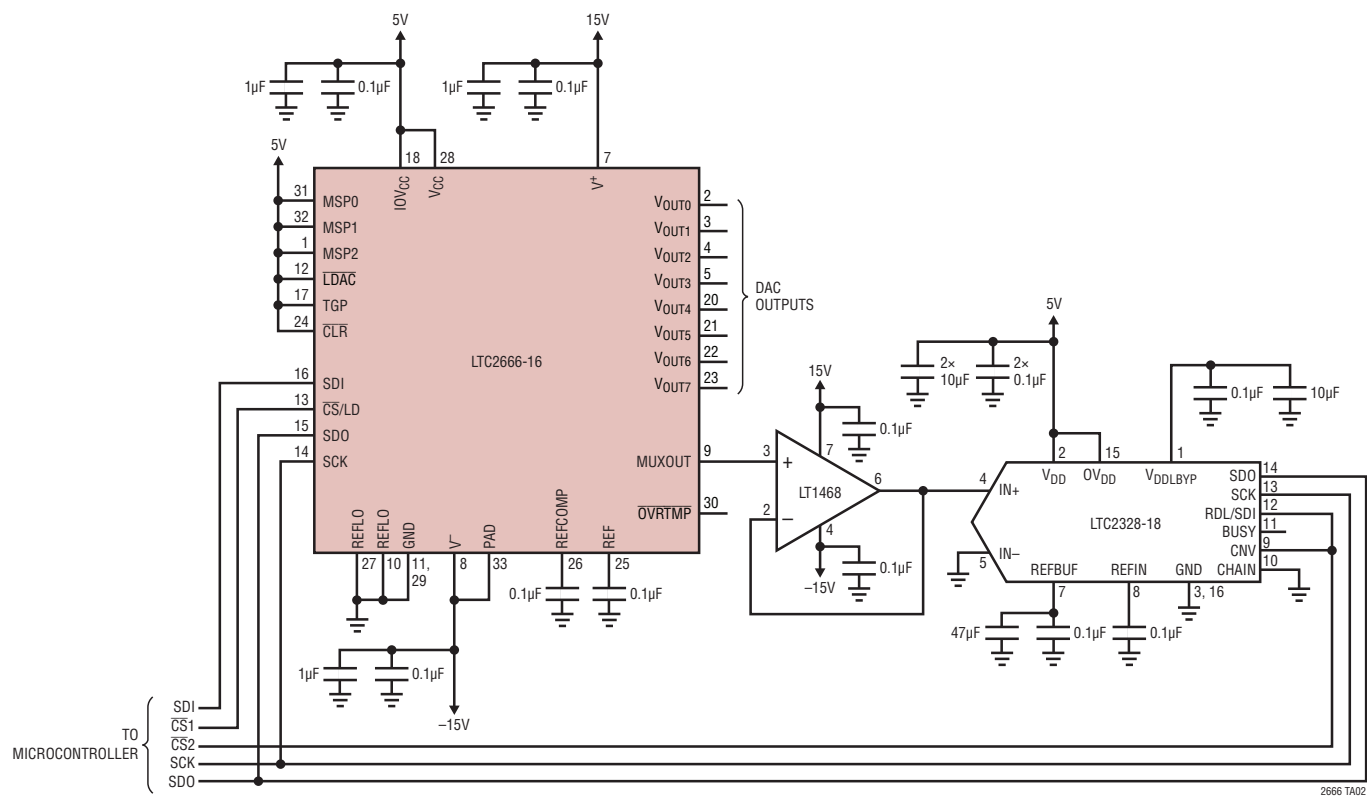 5V
15V
1µF
0.1µF
1µF
0.1µF
5V
18
28
7
IOVCC
VCC
V+
31 MSP0
32 MSP1
1 MSP2
12 LDAC
17 TGP
24 CLR
16 SDI
13 CS/LD
15 SDO
14 SCK
LTC2666-16
VOUT0 2
VOUT1 3
VOUT2 4
VOUT3 5
VOUT4 20
VOUT5 21
VOUT6 22
VOUT7 23
DAC
OUTPUTS
MUXOUT 9
OVRTMP 30
REFLO
REFLO
GND
V–
PAD
REFCOMP
REF
27
10
11,
29
8
33
26
25
0.1µF
0.1µF
1µF
0.1µF
–15V
15V
0.1µF
3
+
7
LT1468
6
2
–
4
0.1µF
–15V
5V
2×
10µF
2×
0.1µF
0.1µF
10µF
2
15
1
VDD
OVDD
VDDLBYP
4
IN+
LTC2328-18
IN–
5
SDO 14
SCK 13
RDL/SDI 12
BUSY 11
CNV 9
CHAIN 10
REFBUF
REFIN
GND
7
8
3, 16
47µF
0.1µF
0.1µF
TO
MICROCONTROLLER
SDI
CS1
CS2
SCK
SDO
2666 TA02